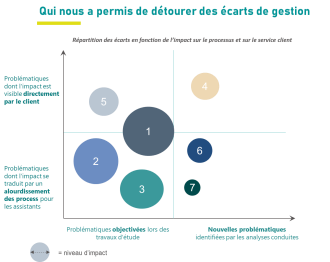 Qui nous a permis de détourer des écarts de gestion
Répartition des écarts en fonction de l'impact sur le processus et sur le service client
Problématiques
dont l'impact est
visible directement
par le client
4
5
1
6
2
Problématiques
dont l'impact se
traduit par un
alourdissement
des process pour
les assistants
3
7
Problématiques objectivées lors des
travaux d'étude
Nouvelles problématiques
identifiées par les analyses conduites
= niveau d'impact